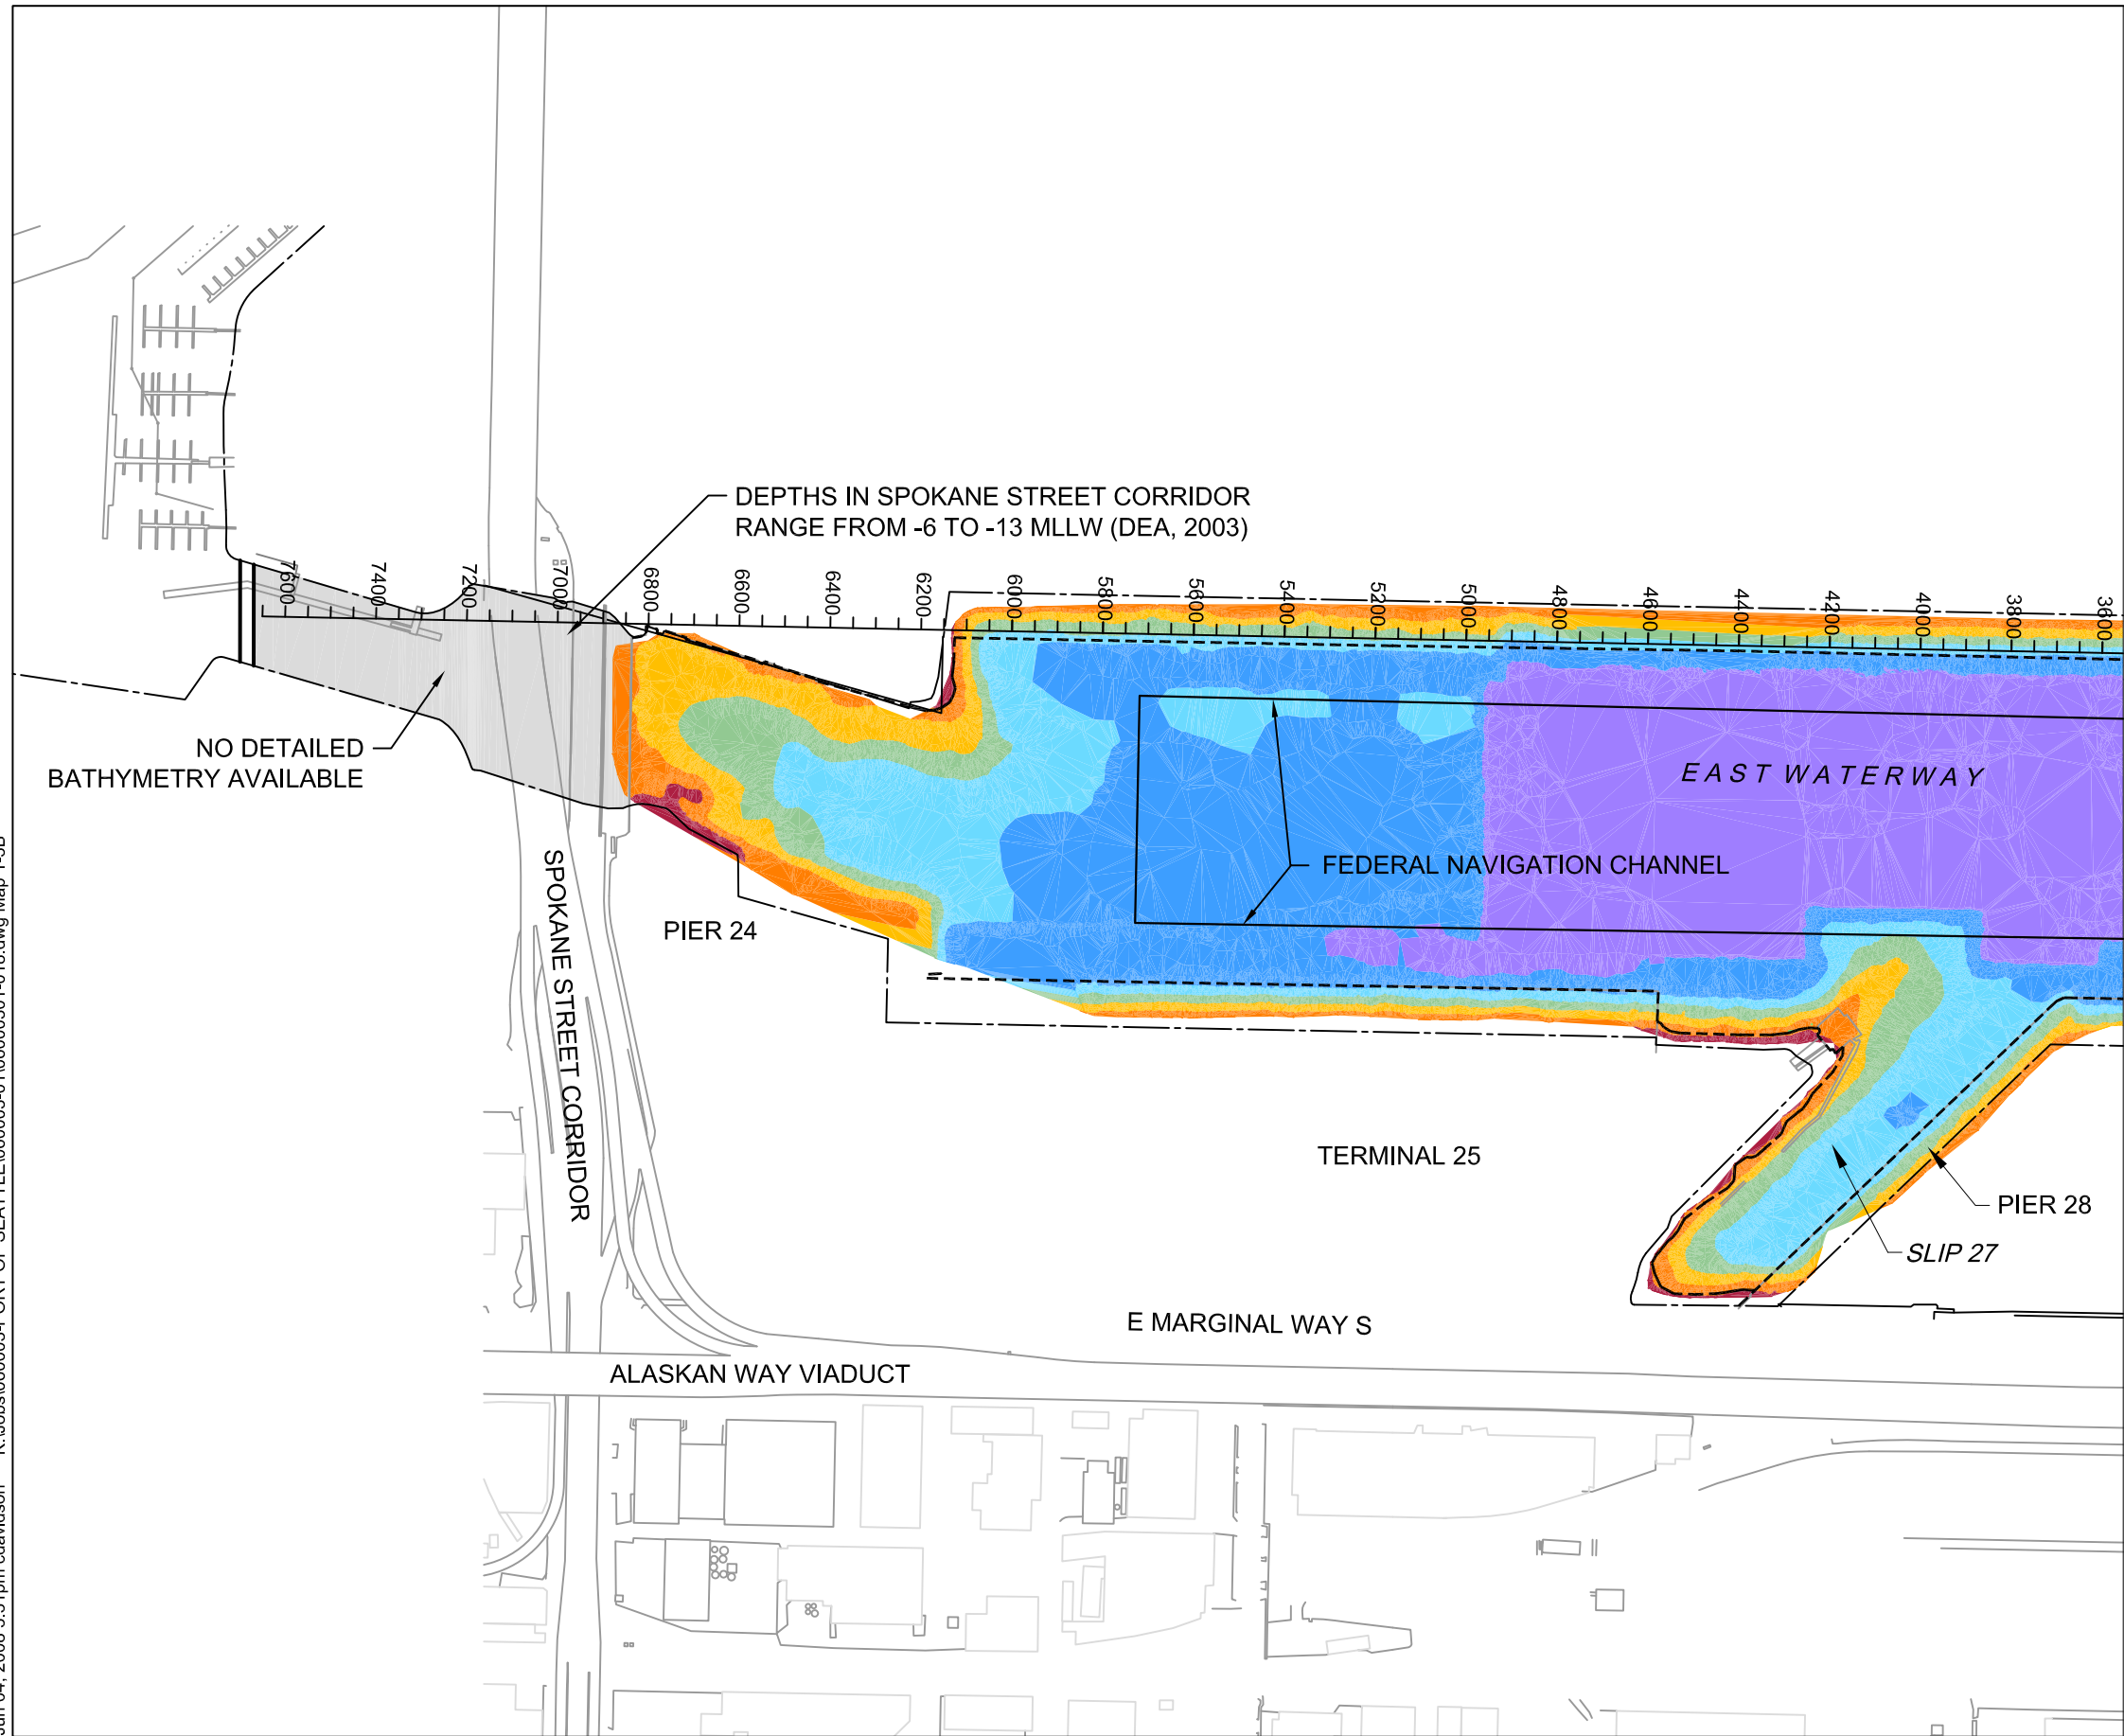 DEPTHS IN SPOKANE STREET CORRIDOR
RANGE FROM -6 TO -13 MLLW (DEA, 2003)
7600
7400
7200
7000
6800
6600
6400
6200
6000
5800
5600
5400
5200
5000
4800
4600
4400
4200
4000
3800
3600
NO DETAILED
BATHYMETRY AVAILABLE
EAST WATERWAY
FEDERAL NAVIGATION CHANNEL
PIER 24
SPOKANE STREET CORRIDOR
TERMINAL 25
PIER 28
SLIP 27
E MARGINAL WAY S
ALASKAN WAY VIADUCT